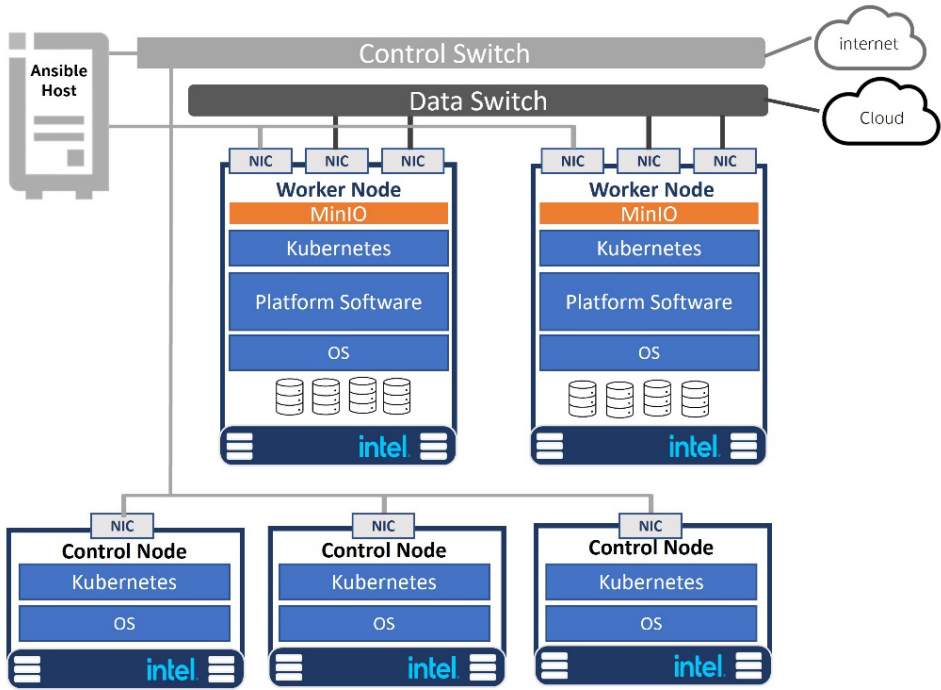 Control Switch
internet
Ansible
Host
Data Switch
Cloud
NIC
NIC
NIC
NIC
NIC
NIC
Worker Node
MinIO
Kubernetes
Platform Software
OS
intel.
Worker Node
MinIO
Kubernetes
Platform Software
OS
intel.
NIC
Control Node
Kubernetes
OS
intel.
NIC
Control Node
Kubernetes
OS
intel.
NIC
Control Node
Kubernetes
OS
intel.